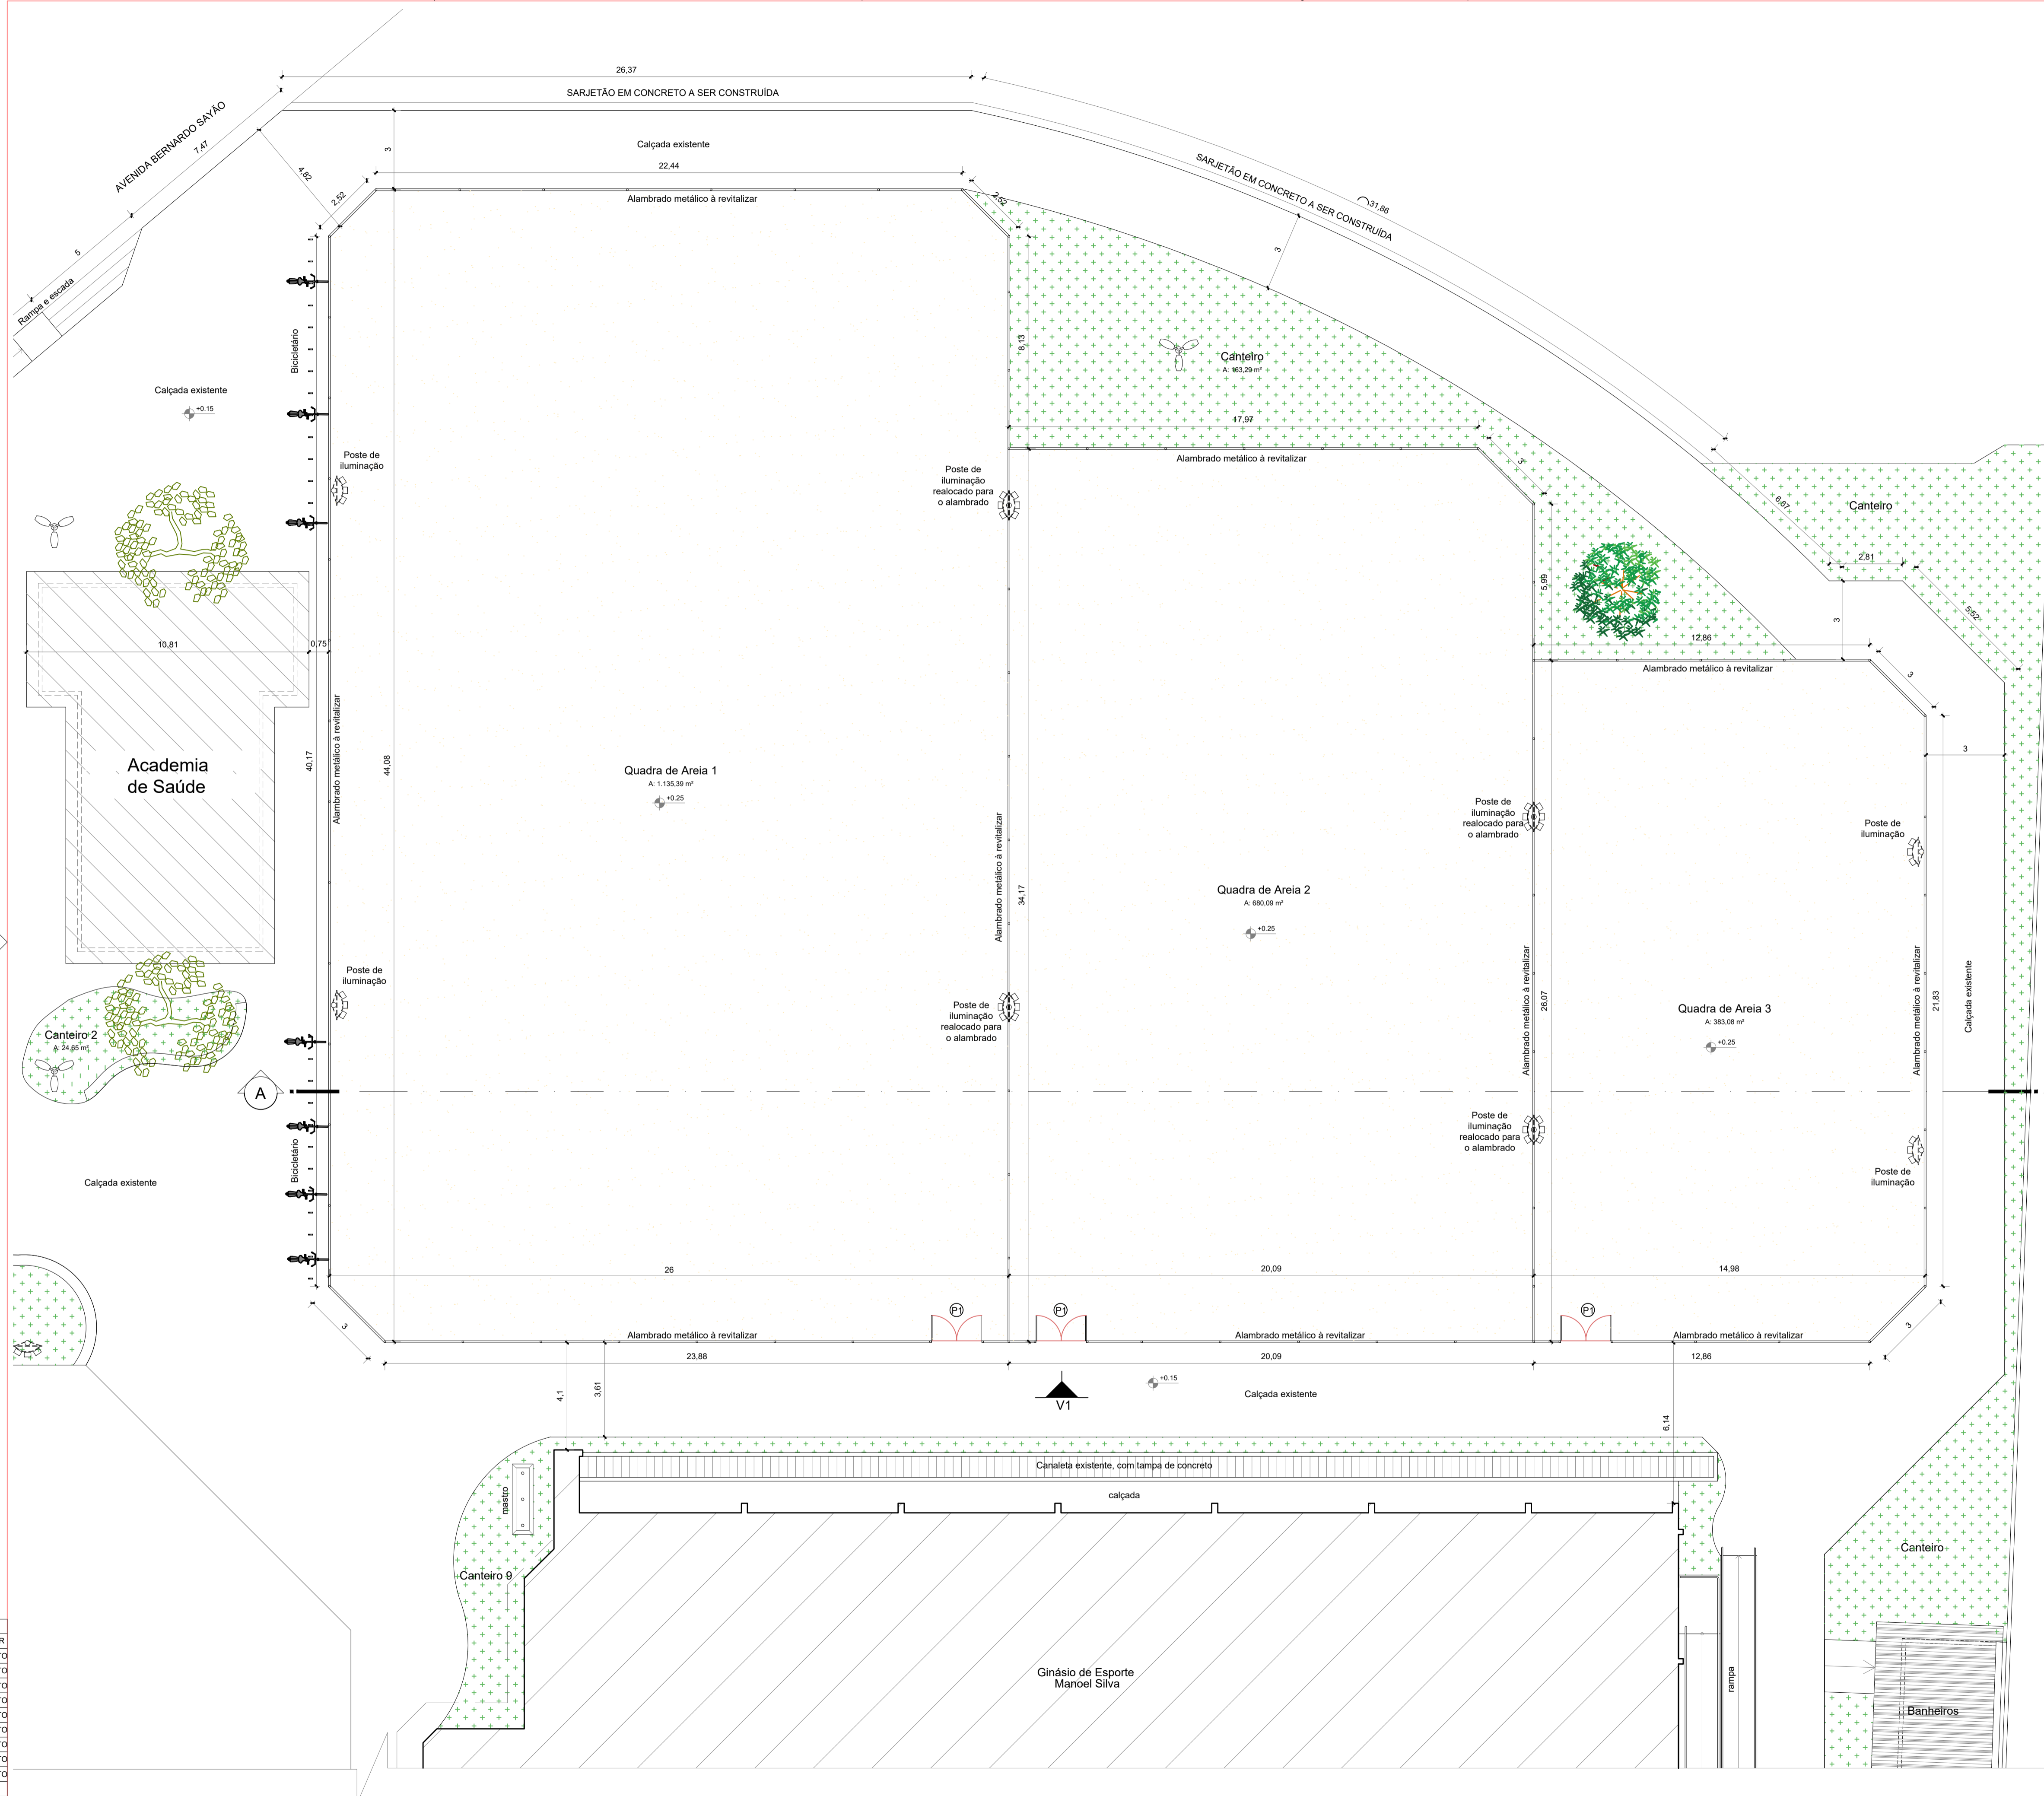 26,37
SARJETÃO EM CONCRETO A SER CONSTRUÍDA
AVENIDA BERNARDO SAYÃO
7,47
5
Rampa e escada
4,82
2,52
3
Calçada existente
22,44
Alambrado metálico à revitalizar
2,52
SARJETÃO EM CONCRETO A SER CONSTRUÍDA
31,86
3
Bicicletário
Calçada existente
+0.15
8,13
Canteiro
A: 163,29 m²
17,97
Alambrado metálico à revitalizar
3
Poste de
iluminação
Poste de
iluminação
realocado para
o alambrado
6,67
Canteiro
2,81
5,52
3
5,99
12,86
Alambrado metálico à revitalizar
3
3
10,81
0,75
Academia
de Saúde
40,17
Alambrado metálico à revitalizar
44,08
Quadra de Areia 1
A: 1.135,39 m²
+0.25
Alambrado metálico à revitalizar
34,17
Poste de
iluminação
realocado para
o alambrado
Poste de
iluminação
Quadra de Areia 2
A: 680,09 m²
+0.25
Alambrado metálico à revitalizar
26,07
Quadra de Areia 3
A: 383,08 m²
+0.25
Alambrado metálico à revitalizar
21,83
Calçada existente
Poste de
iluminação
Poste de
iluminação
realocado para
o alambrado
Canteiro 2
A: 24,65 m²
A
Poste de
iluminação
realocado para
o alambrado
Poste de
iluminação
Bicicletário
Calçada existente
26
20,09
14,98
3
P1
P1
P1
3
Alambrado metálico à revitalizar
Alambrado metálico à revitalizar
Alambrado metálico à revitalizar
23,88
20,09
12,86
4,1
3,61
V1
+0.15
Calçada existente
6,14
Canaleta existente, com tampa de concreto
calçada
mastro
Canteiro 9
Canteiro
Ginásio de Esporte
Manoel Silva
rampa
Banheiros